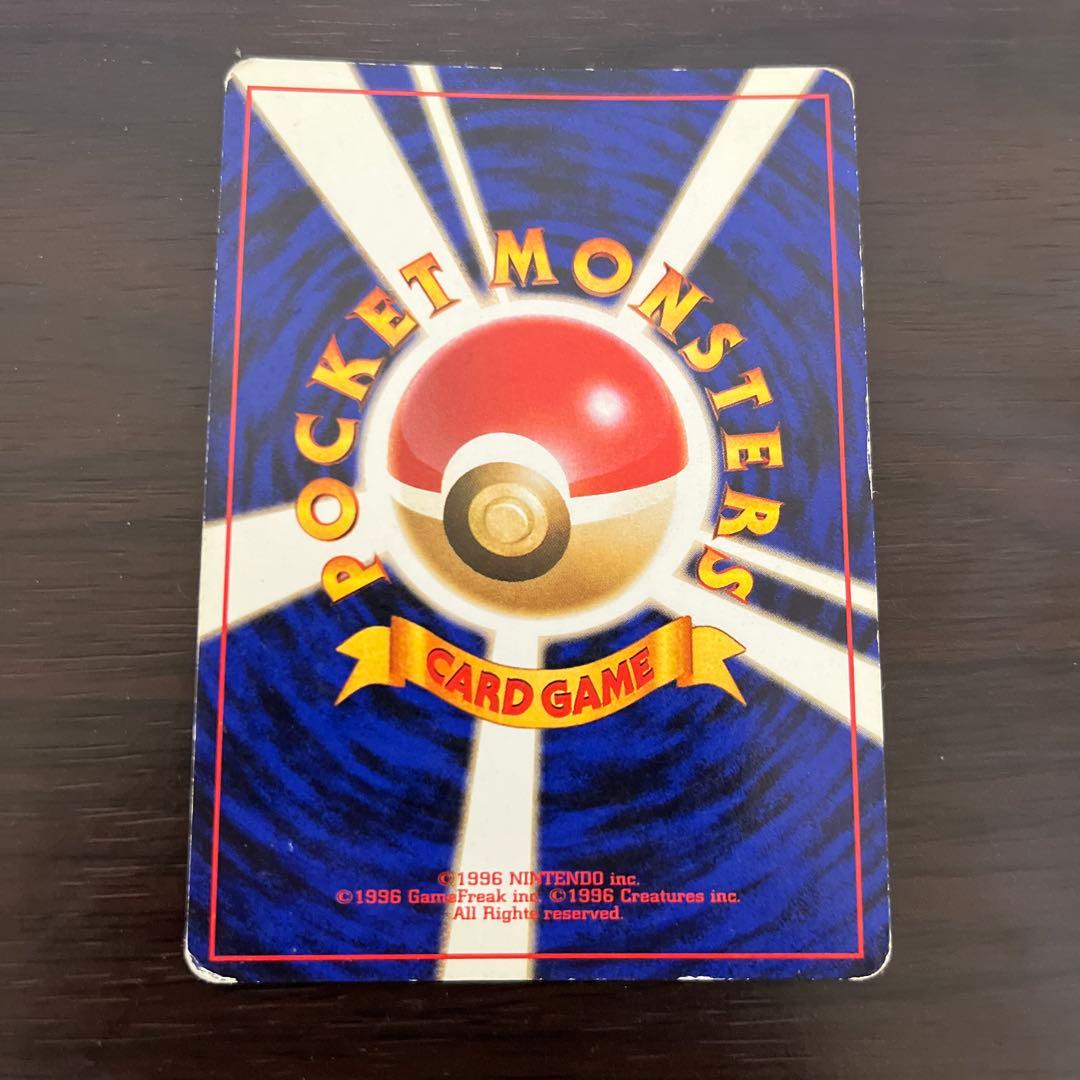 POCKET MONSTERS
CARD GAME
©1996 NINTENDO inc.
©1996 GameFreak inc. ©1996 Creatures inc.
All Rights reserved.